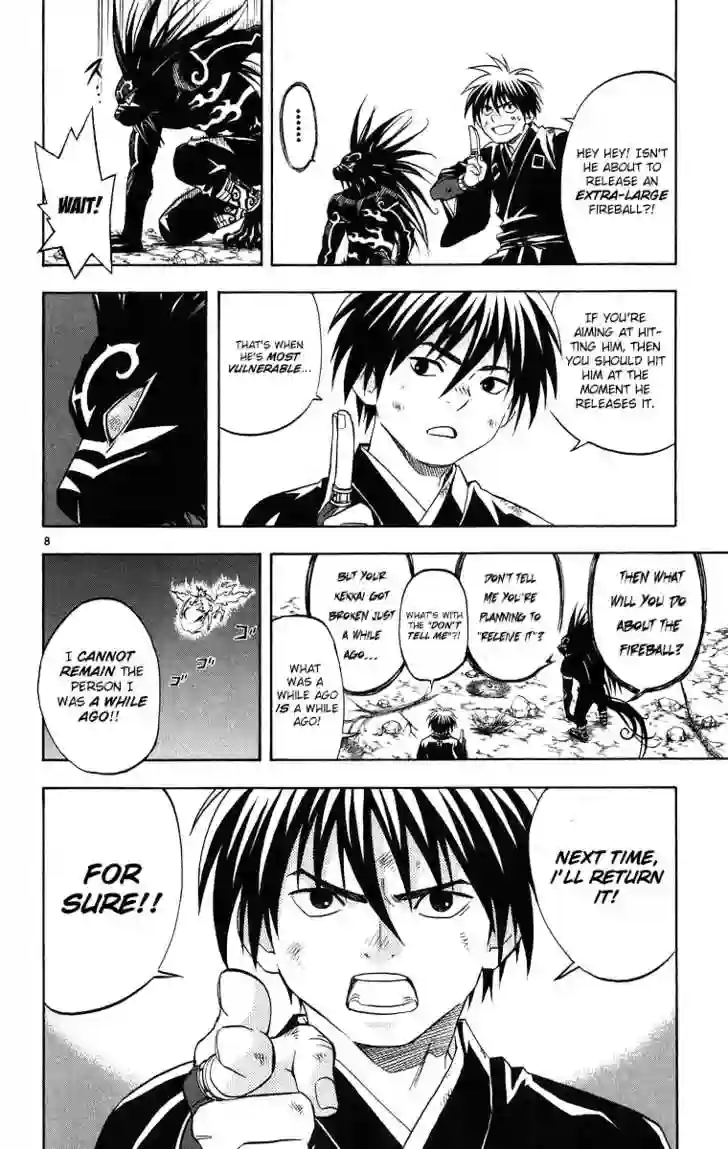 HEY HEY! ISN'T
HE ABOUT TO
RELEASE AN
EXTRA-LARGE
FIREBALL?!
......
WAIT!
IF YOU'RE
AIMING AT HIT-
TING HIM, THEN
YOU SHOULD HIT
HIM AT THE
MOMENT HE
RELEASES IT.
THAT'S WHEN
HE'S MOST
VULNERABLE...
8
THEN WHAT
WILL YOU DO
ABOUT THE
FIREBALL?
DON'T TELL
ME YOU'RE
PLANNING TO
"RELEIVE IT"?
WHAT'S WITH
THE "DON'T
TELL ME"?!
BUT YOUR
KEKKAI GOT
BROKEN JUST
A WHILE
AGO...
WHAT WAS
A WHILE
AGO IS A
WHILE AGO!
ゴ
ゴ
コ
I CANNOT
REMAIN THE
PERSON I
WAS A WHILE
AGO!!
NEXT TIME,
I'LL RETURN
IT!
FOR
SURE!!